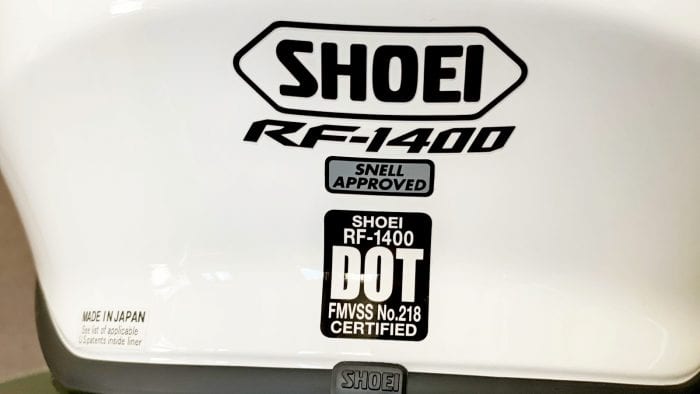 SHOEI
RF-1400
SNELL
APPROVED
SHOEI
RF-1400
DOT
FMVSS No.218
CERTIFIED
MADE IN JAPAN
See list of applicable
U.S.patents inside liner
SHOEI